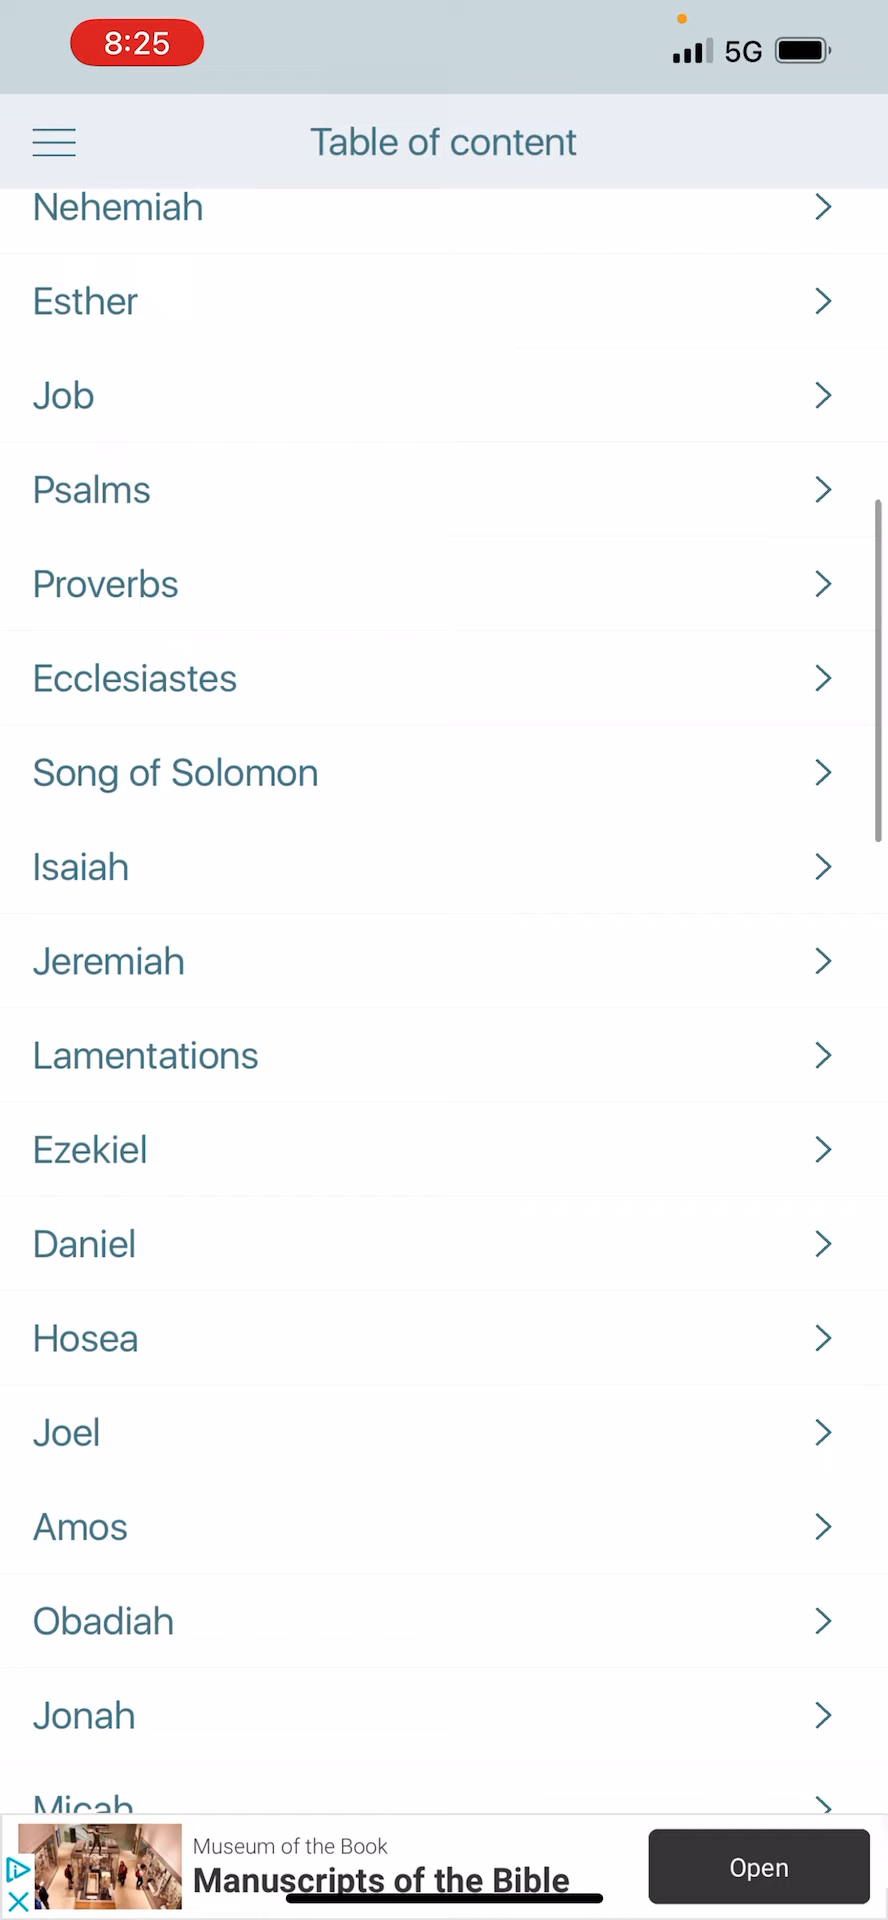 8:25
5G
Table of content
Nehemiah
Esther
Job
Psalms
Proverbs
Ecclesiastes
Song of Solomon
Isaiah
Jeremiah
Lamentations
Ezekiel
Daniel
Hosea
Joel
Amos
Obadiah
Jonah
Micah
Museum of the Book
Manuscripts of the Bible
Open